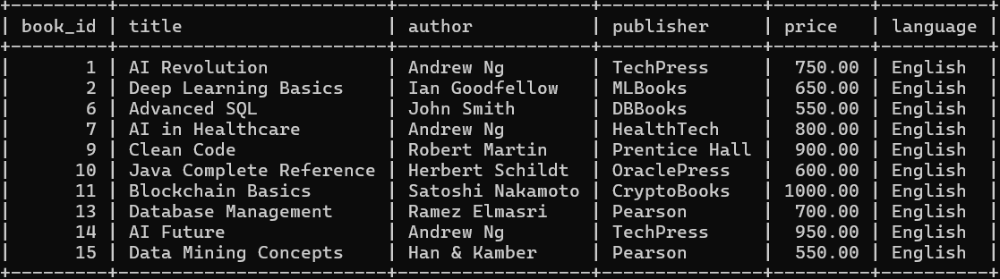 +---------+-------------------------+-----------------+---------------+---------+----------+
| book_id | title                   | author          | publisher     | price   | language |
+---------+-------------------------+-----------------+---------------+---------+----------+
|       1 | AI Revolution           | Andrew Ng       | TechPress     |  750.00 | English  |
|       2 | Deep Learning Basics    | Ian Goodfellow  | MLBooks       |  650.00 | English  |
|       6 | Advanced SQL            | John Smith      | DBBooks       |  550.00 | English  |
|       7 | AI in Healthcare        | Andrew Ng       | HealthTech    |  800.00 | English  |
|       9 | Clean Code              | Robert Martin   | Prentice Hall |  900.00 | English  |
|      10 | Java Complete Reference | Herbert Schildt | OraclePress   |  600.00 | English  |
|      11 | Blockchain Basics       | Satoshi Nakamoto | CryptoBooks   | 1000.00 | English  |
|      13 | Database Management     | Ramez Elmasri   | Pearson       |  700.00 | English  |
|      14 | AI Future               | Andrew Ng       | TechPress     |  950.00 | English  |
|      15 | Data Mining Concepts    | Han & Kamber    | Pearson       |  550.00 | English  |
+---------+-------------------------+-----------------+---------------+---------+----------+